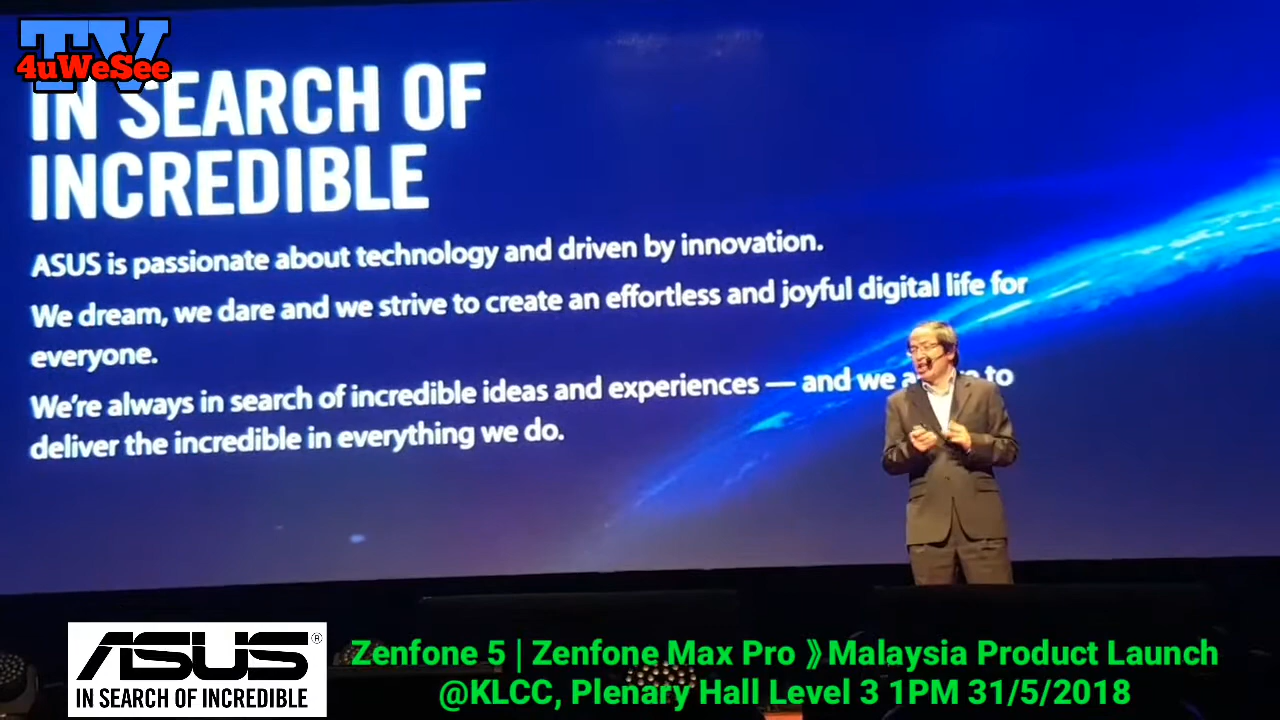 TV
4uWeSee
IN SEARCH OF
INCREDIBLE
ASUS is passionate about technology and driven by innovation.
We dream, we dare and we strive to create an effortless and joyful digital life for
everyone.
We're always in search of incredible ideas and experiences — and we to
deliver the incredible in everything we do.
ASUS®
IN SEARCH OF INCREDIBLE
Zenfone 5 | Zenfone Max Pro 》Malaysia Product Launch
@KLCC, Plenary Hall Level 3 1PM 31/5/2018